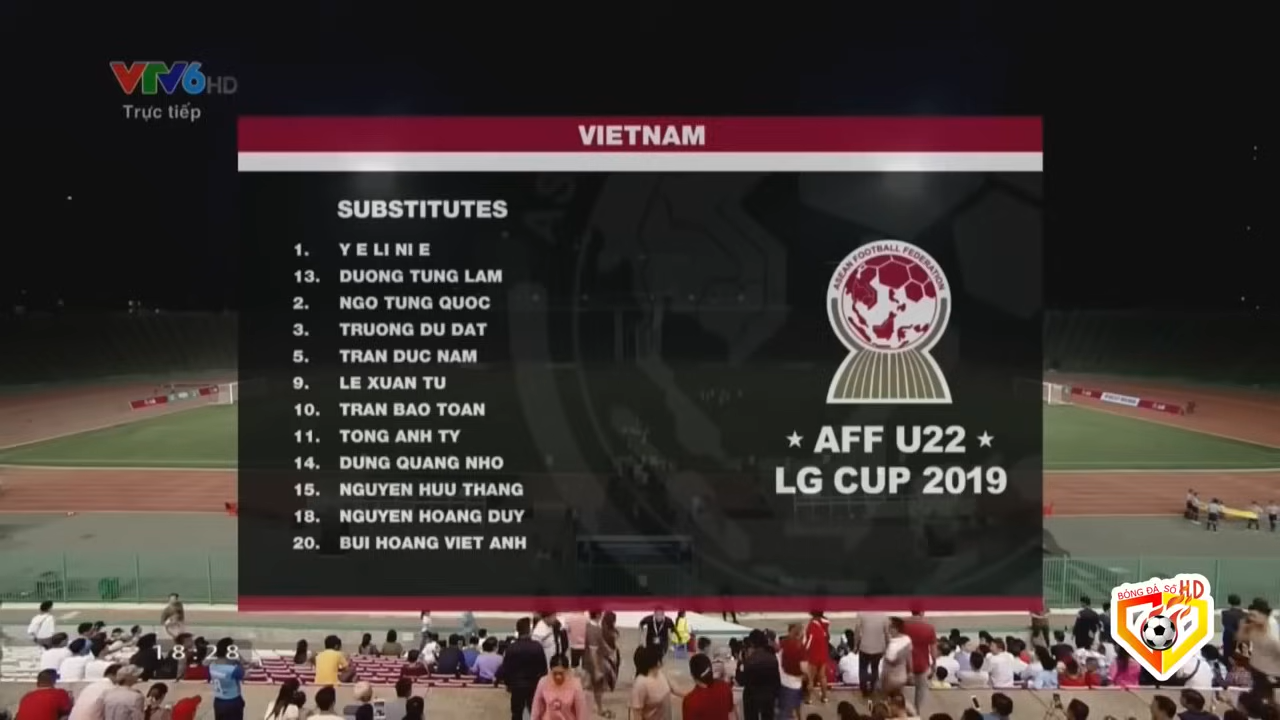 VTV6HD
Trực tiếp
VIETNAM
SUBSTITUTES
1. Y E LI NI E
13. DUONG TUNG LAM
2. NGO TUNG QUOC
3. TRUONG DU DAT
5. TRAN DUC NAM
9. LE XUAN TU
10. TRAN BAO TOAN
11. TONG ANH TY
14. DUNG QUANG NHO
15. NGUYEN HUU THANG
18. NGUYEN HOANG DUY
20. BUI HOANG VIET ANH
ASEAN FOOTBALL FEDERATION
★ AFF U22 ★
LG CUP 2019
BÓNG ĐÁ SỐ HD
18:28